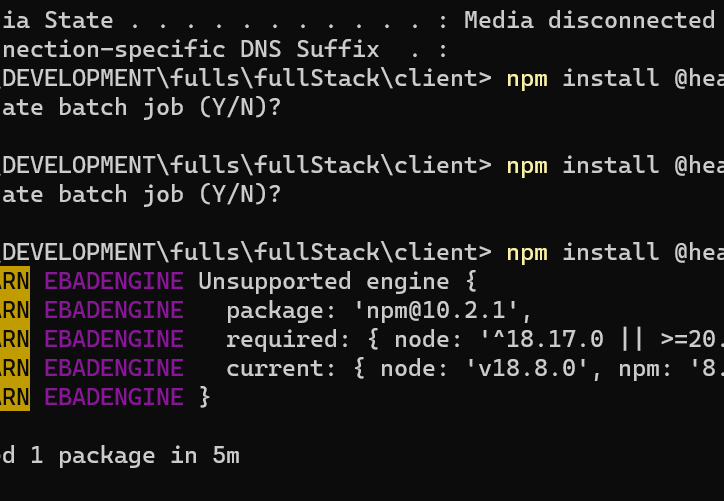 ia State . . . . . . . . . . . : Media disconnected
nection-specific DNS Suffix  . :
DEVELOPMENT\fulls\fullStack\client> npm install @hea
ate batch job (Y/N)?
DEVELOPMENT\fulls\fullStack\client> npm install @hea
ate batch job (Y/N)?
DEVELOPMENT\fulls\fullStack\client> npm install @hea
RN EBADENGINE Unsupported engine {
RN EBADENGINE   package: 'npm@10.2.1',
RN EBADENGINE   required: { node: '^18.17.0 || >=20.
RN EBADENGINE   current: { node: 'v18.8.0', npm: '8.
RN EBADENGINE }
d 1 package in 5m